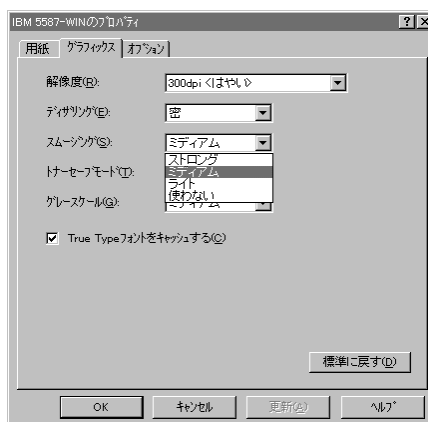 IBM 5587-WINのﾌﾟﾛﾊﾟﾃｨ
用紙 ｸﾞﾗﾌｨｯｸｽ ｵﾌﾟｼｮﾝ
解像度(R): 300dpi <はやい>
ﾃﾞｨｻﾞﾘﾝｸﾞ(E): 密
ｽﾑｰｼﾞﾝｸﾞ(S): ミディアム
ストロング
ﾄﾅｰｾｰﾌﾞﾓｰﾄﾞ(T): ミディアム
ライト
使わない
ｸﾞﾚｰｽｹｰﾙ(G): ミディアム
True Typeﾌｫﾝﾄをｷｬｯｼｭする(C)
標準に戻す(D)
OK ｷｬﾝｾﾙ 更新(A) ﾍﾙﾌﾟ